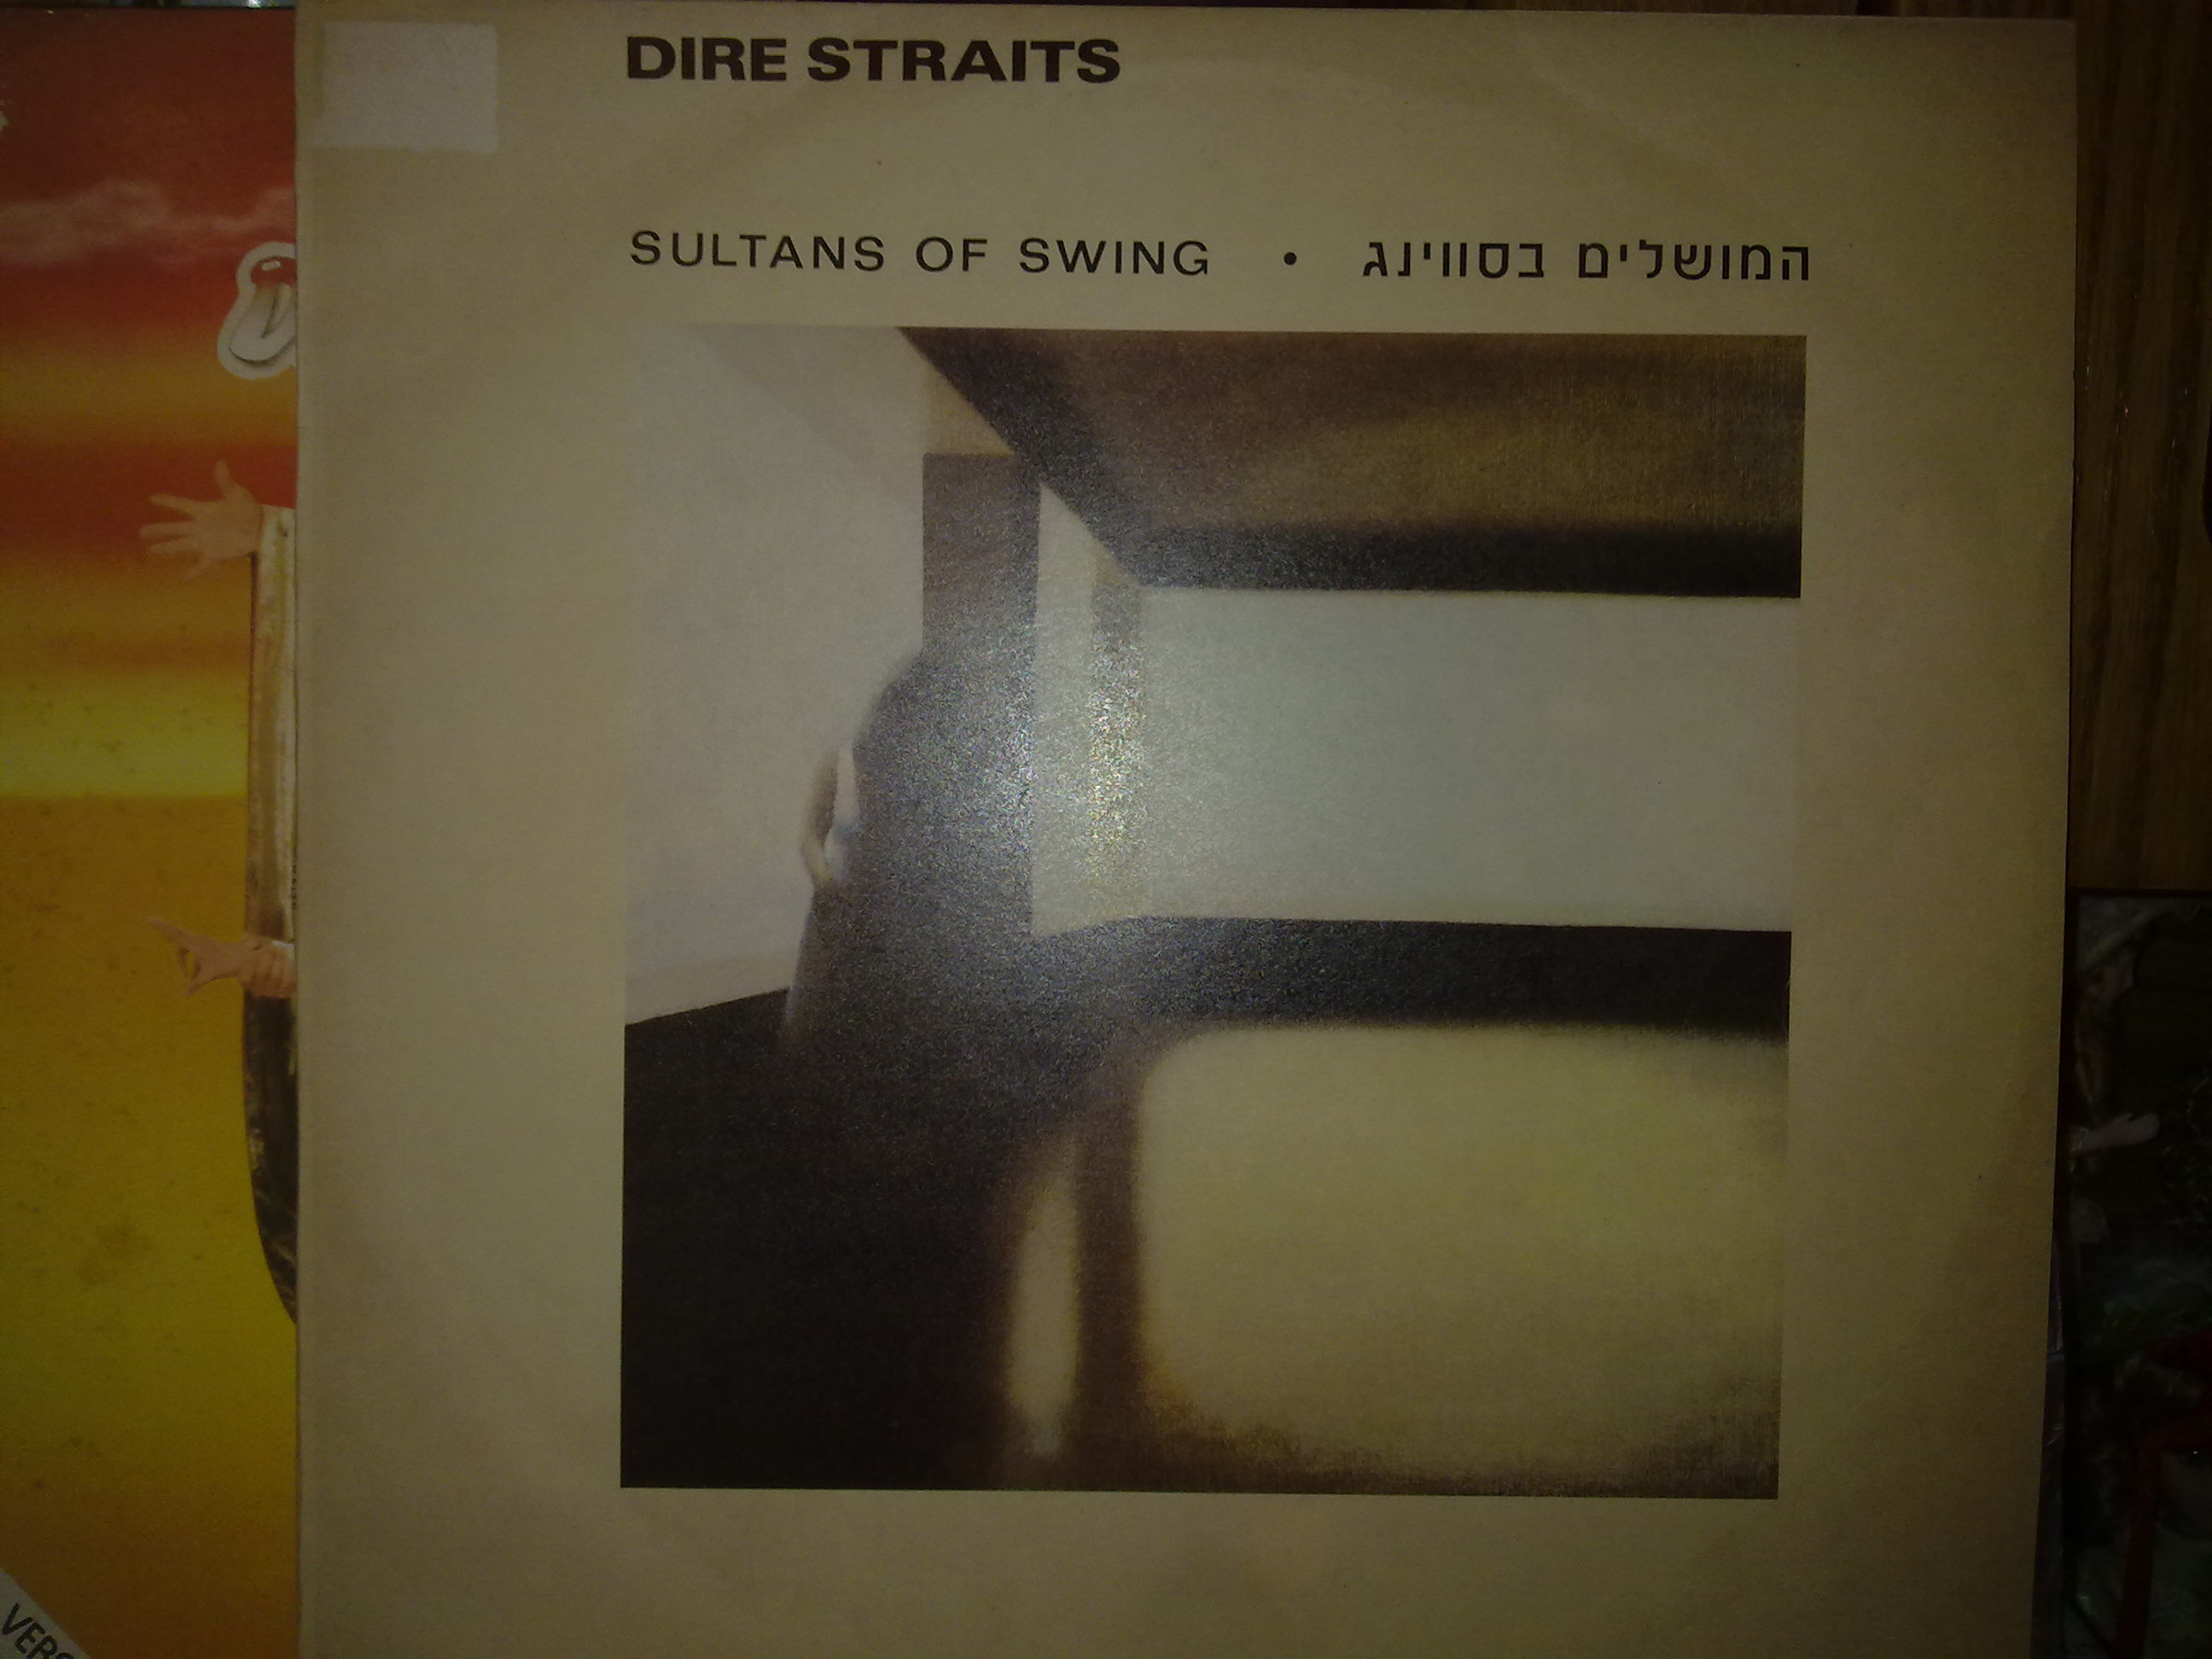 DIRE STRAITS
SULTANS OF SWING • המושלים בסווינג